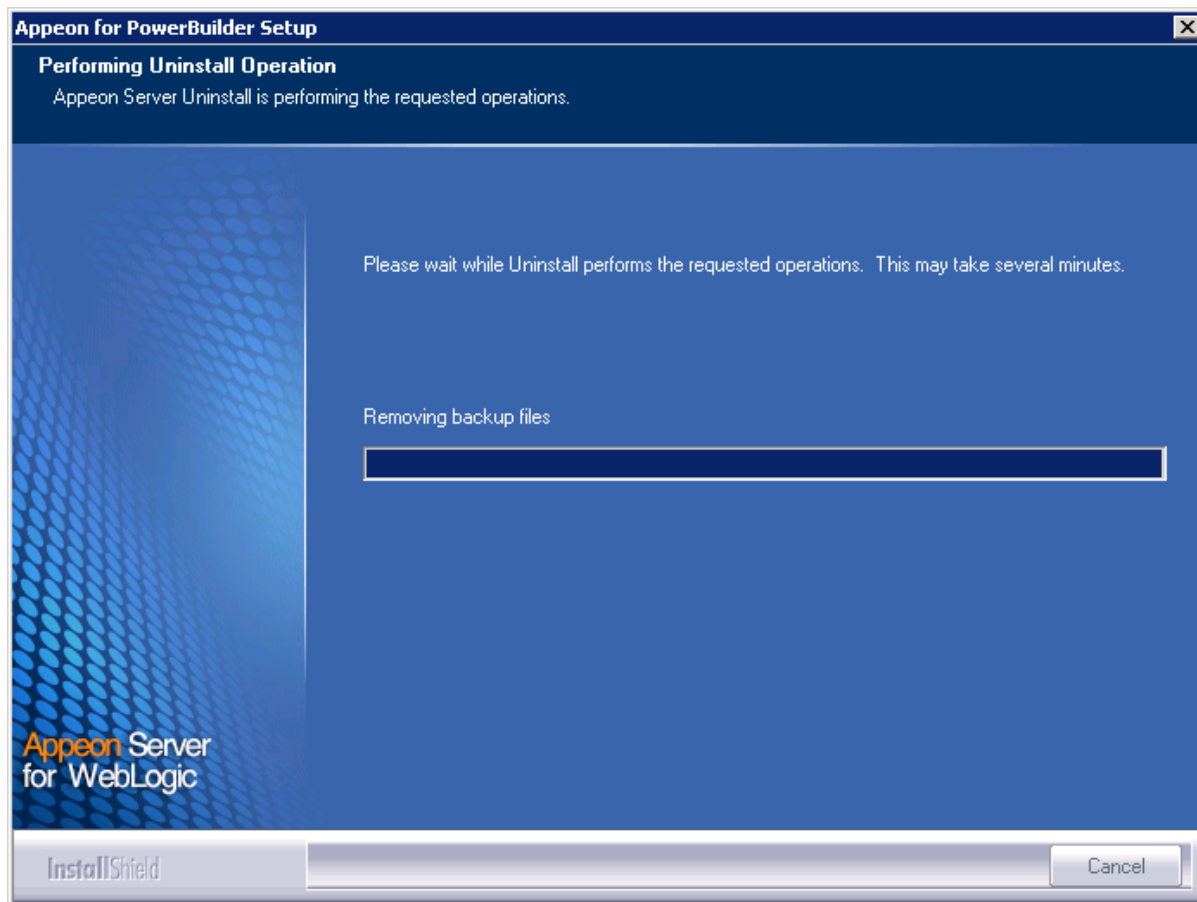 Appeon for PowerBuilder Setup
Performing Uninstall Operation
Appeon Server Uninstall is performing the requested operations.
Please wait while Uninstall performs the requested operations.  This may take several minutes.
Removing backup files
Appeon Server
for WebLogic
InstallShield
Cancel